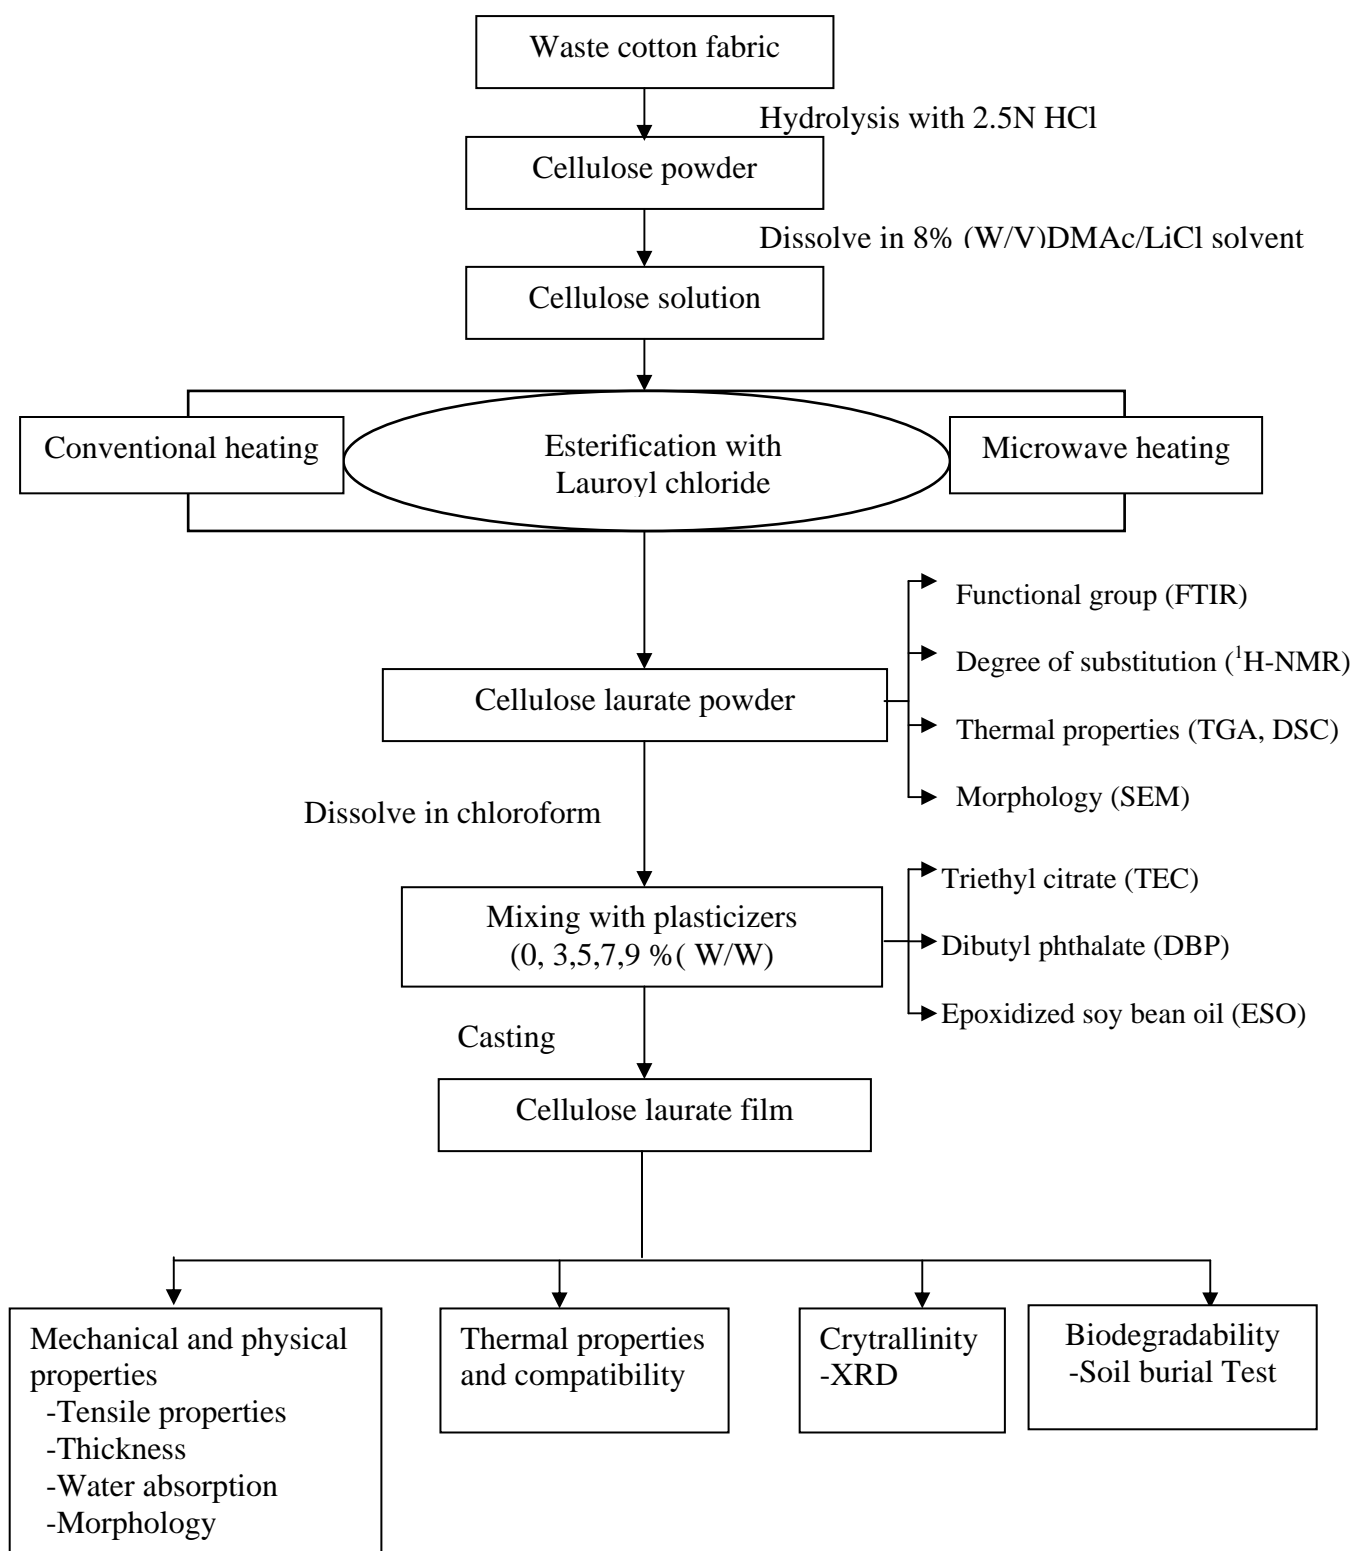 Waste cotton fabric
Hydrolysis with 2.5N HCl
Cellulose powder
Dissolve in 8% (W/V)DMAc/LiCl solvent
Cellulose solution
Conventional heating
Esterification with
Lauroyl chloride
Microwave heating
Functional group (FTIR)
Degree of substitution (¹H-NMR)
Cellulose laurate powder
Thermal properties (TGA, DSC)
Morphology (SEM)
Dissolve in chloroform
Triethyl citrate (TEC)
Mixing with plasticizers
(0, 3,5,7,9 %( W/W)
Dibutyl phthalate (DBP)
Epoxidized soy bean oil (ESO)
Casting
Cellulose laurate film
Mechanical and physical
properties
-Tensile properties
-Thickness
-Water absorption
-Morphology
Thermal properties
and compatibility
Crytrallinity
-XRD
Biodegradability
-Soil burial Test